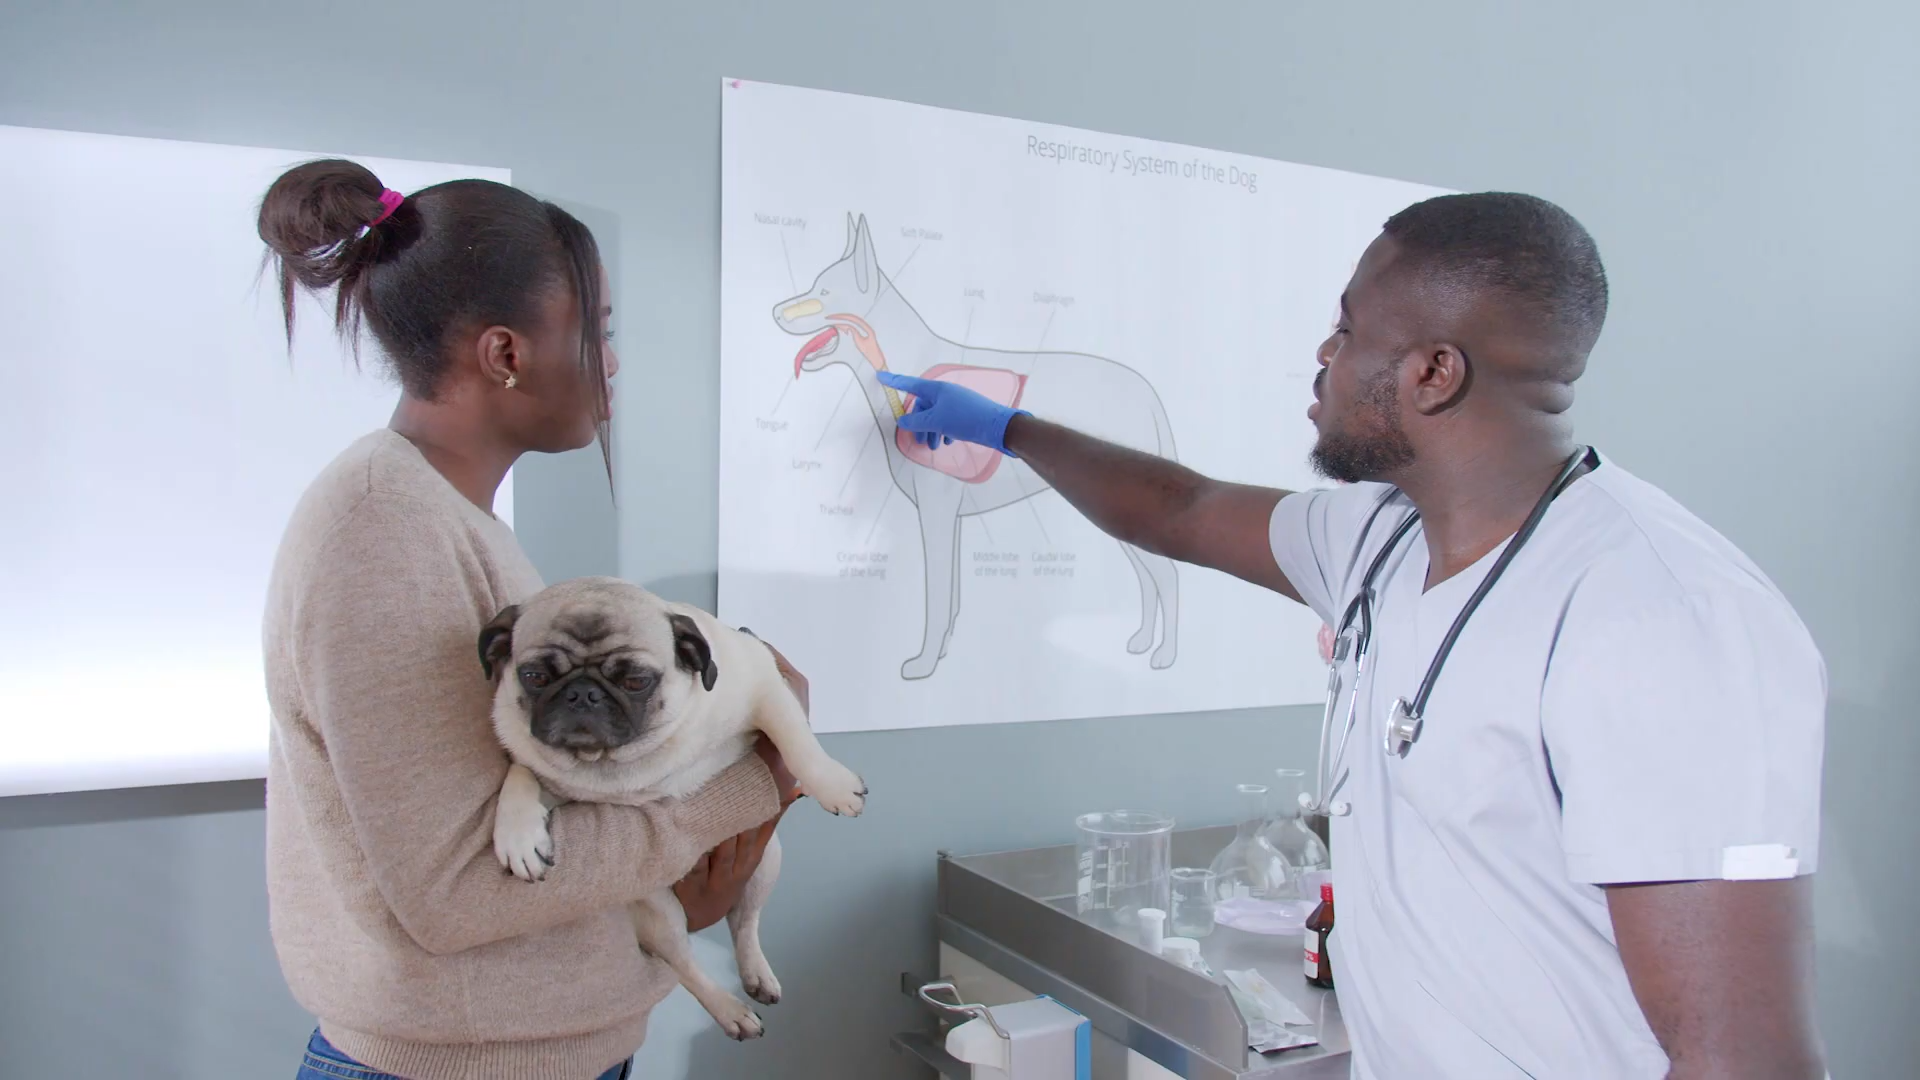 Respiratory System of the Dog
Nasal cavity
Soft Palate
Lung
Diaphragm
Tongue
Larynx
Trachea
Cranial lobe
of the lung
Middle lobe
of the lung
Caudal lobe
of the lung